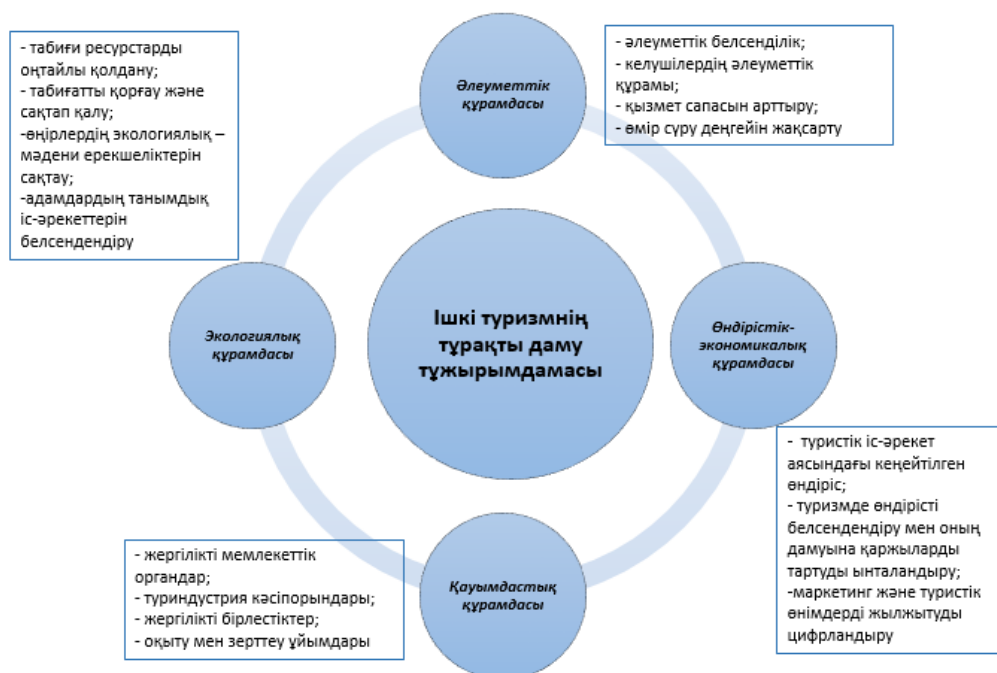 - табиғи ресурстарды
оңтайлы қолдану;
- табиғатты қорғау және
сақтап қалу;
-өңірлердің экологиялық –
мәдени ерекшеліктерін
сақтау;
-адамдардың танымдық
іс-әрекеттерін
белсендендіру
Әлеуметтік
құрамдасы
- әлеуметтік белсенділік;
- келушілердің әлеуметтік
құрамы;
- қызмет сапасын арттыру;
- өмір сүру деңгейін жақсарту
Экологиялық
құрамдасы
Ішкі туризмнің
тұрақты даму
тұжырымдамасы
Өндірістік-
экономикалық
құрамдасы
- жергілікті мемлекеттік
органдар;
- туриндустрия кәсіпорындары;
- жергілікті бірлестіктер;
- оқыту мен зерттеу ұйымдары
Қауымдастық
құрамдасы
- туристік іс-әрекет
аясындағы кеңейтілген
өндіріс;
- туризмде өндірісті
белсендендіру мен оның
дамуына қаржыларды
тартуды ынталандыру;
-маркетинг және туристік
өнімдерді жылжытуды
цифрландыру